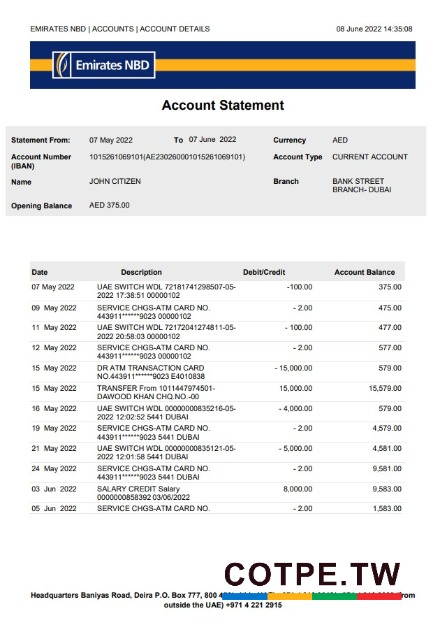 EMIRATES NBD | ACCOUNTS | ACCOUNT DETAILS 08 June 2022 14:35:08
Emirates NBD
Account Statement
Statement From: 07 May 2022 To 07 June 2022 Currency AED
Account Number 1015261069101(AE230260001015261069101) Account Type CURRENT ACCOUNT
(IBAN)
Name JOHN CITIZEN Branch BANK STREET
BRANCH- DUBAI
Opening Balance AED 375.00
Date Description Debit/Credit Account Balance
07 May 2022 UAE SWITCH WDL 72181741298507-05- -100.00 375.00
2022 17:38:51 00000102
09 May 2022 SERVICE CHGS-ATM CARD NO. - 2.00 475.00
443911******9023 00000102
11 May 2022 UAE SWITCH WDL 72172041274811-05- - 100.00 477.00
2022 20:58:03 00000102
12 May 2022 SERVICE CHGS-ATM CARD NO. - 2.00 577.00
443911******9023 00000102
15 May 2022 DR ATM TRANSACTION CARD - 15,000.00 579.00
NO.443911******9023 E4010838
15 May 2022 TRANSFER From 1011447974501- 15,000.00 15,579.00
DAWOOD KHAN CHQ.NO.-00
16 May 2022 UAE SWITCH WDL 00000000835216-05- - 4,000.00 579.00
2022 12:02:52 5441 DUBAI
19 May 2022 SERVICE CHGS-ATM CARD NO. - 2.00 4,579.00
443911******9023 5441 DUBAI
21 May 2022 UAE SWITCH WDL 00000000835121-05- - 5,000.00 4,581.00
2022 12:01:58 5441 DUBAI
24 May 2022 SERVICE CHGS-ATM CARD NO. - 2.00 9,581.00
443911******9023 5441 DUBAI
03 Jun 2022 SALARY CREDIT Salary 8,000.00 9,583.00
0000000858392 03/06/2022
05 Jun 2022 SERVICE CHGS-ATM CARD NO. - 2.00 1,583.00
COTPE.TW
Headquarters Baniyas Road, Deira P.O. Box 777, 800 from
outside the UAE) +971 4 221 2915